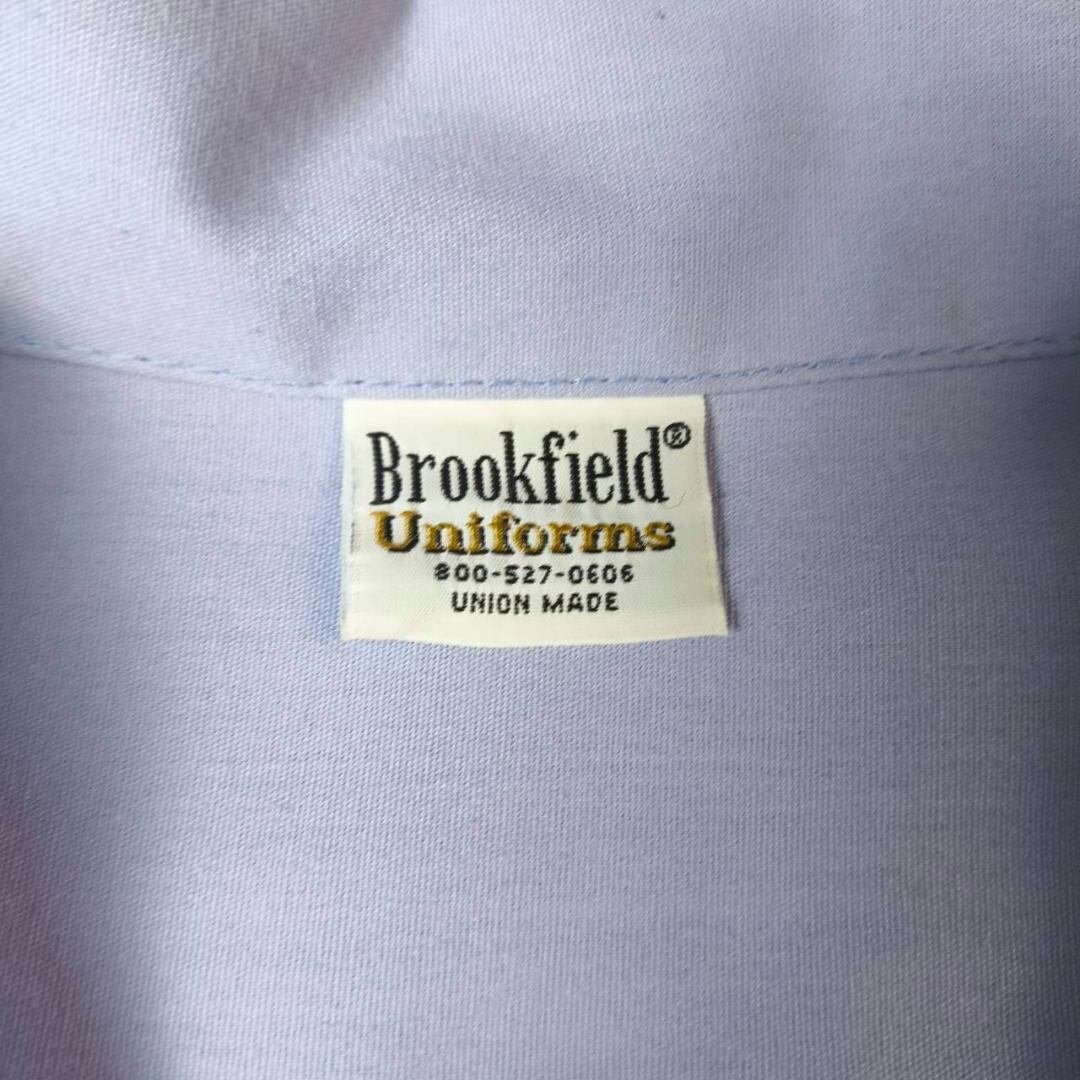 Brookfield®
Uniforms
800-527-0606
UNION MADE